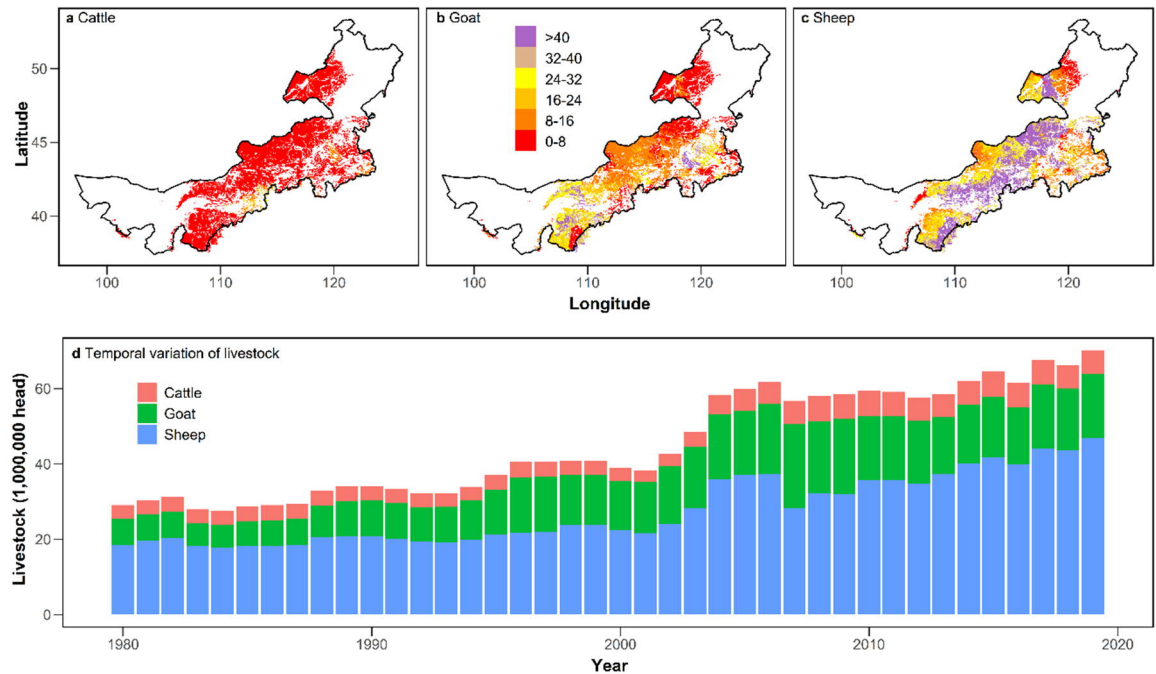 a Cattle
b Goat
c Sheep
>40
32-40
24-32
16-24
8-16
0-8
Latitude
50
45
40
100 110 120 100 110 120 100 110 120
Longitude
d Temporal variation of livestock
Cattle
Goat
Sheep
Livestock (1,000,000 head)
60
40
20
0
1980 1990 2000 2010 2020
Year